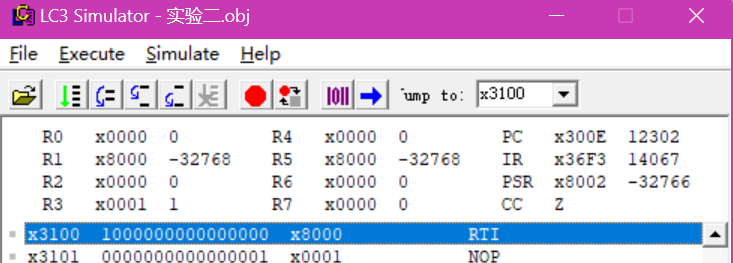 LC3 Simulator - 实验二.obj
File Execute Simulate Help
Jump to: x3100
R0 x0000 0 R4 x0000 0 PC x300E 12302
R1 x8000 -32768 R5 x8000 -32768 IR x36F3 14067
R2 x0000 0 R6 x0000 0 PSR x8002 -32766
R3 x0001 1 R7 x0000 0 CC Z
x3100 1000000000000000 x8000 RTI
x3101 0000000000000001 x0001 NOP